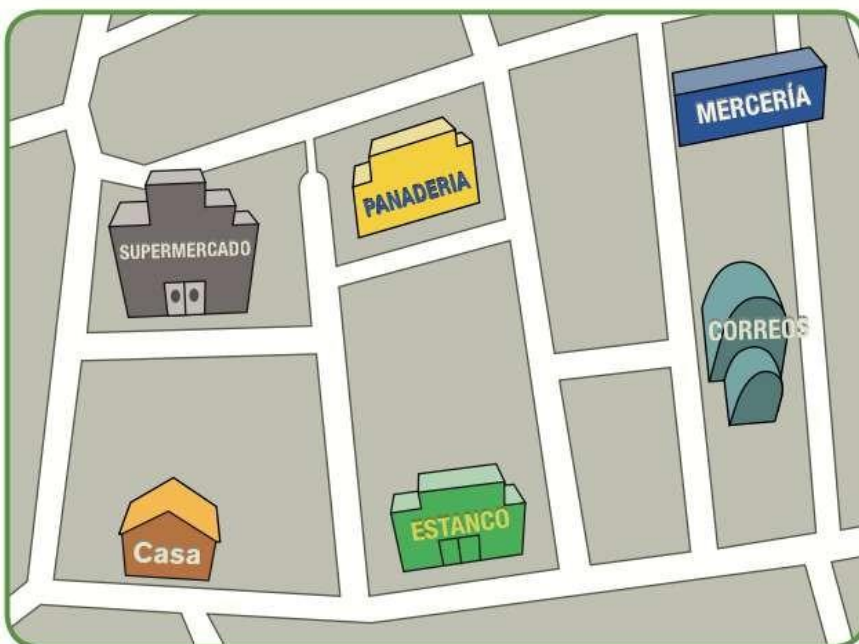 MERCERÍA
PANADERIA
SUPERMERCADO
CORREOS
ESTANCO
Casa